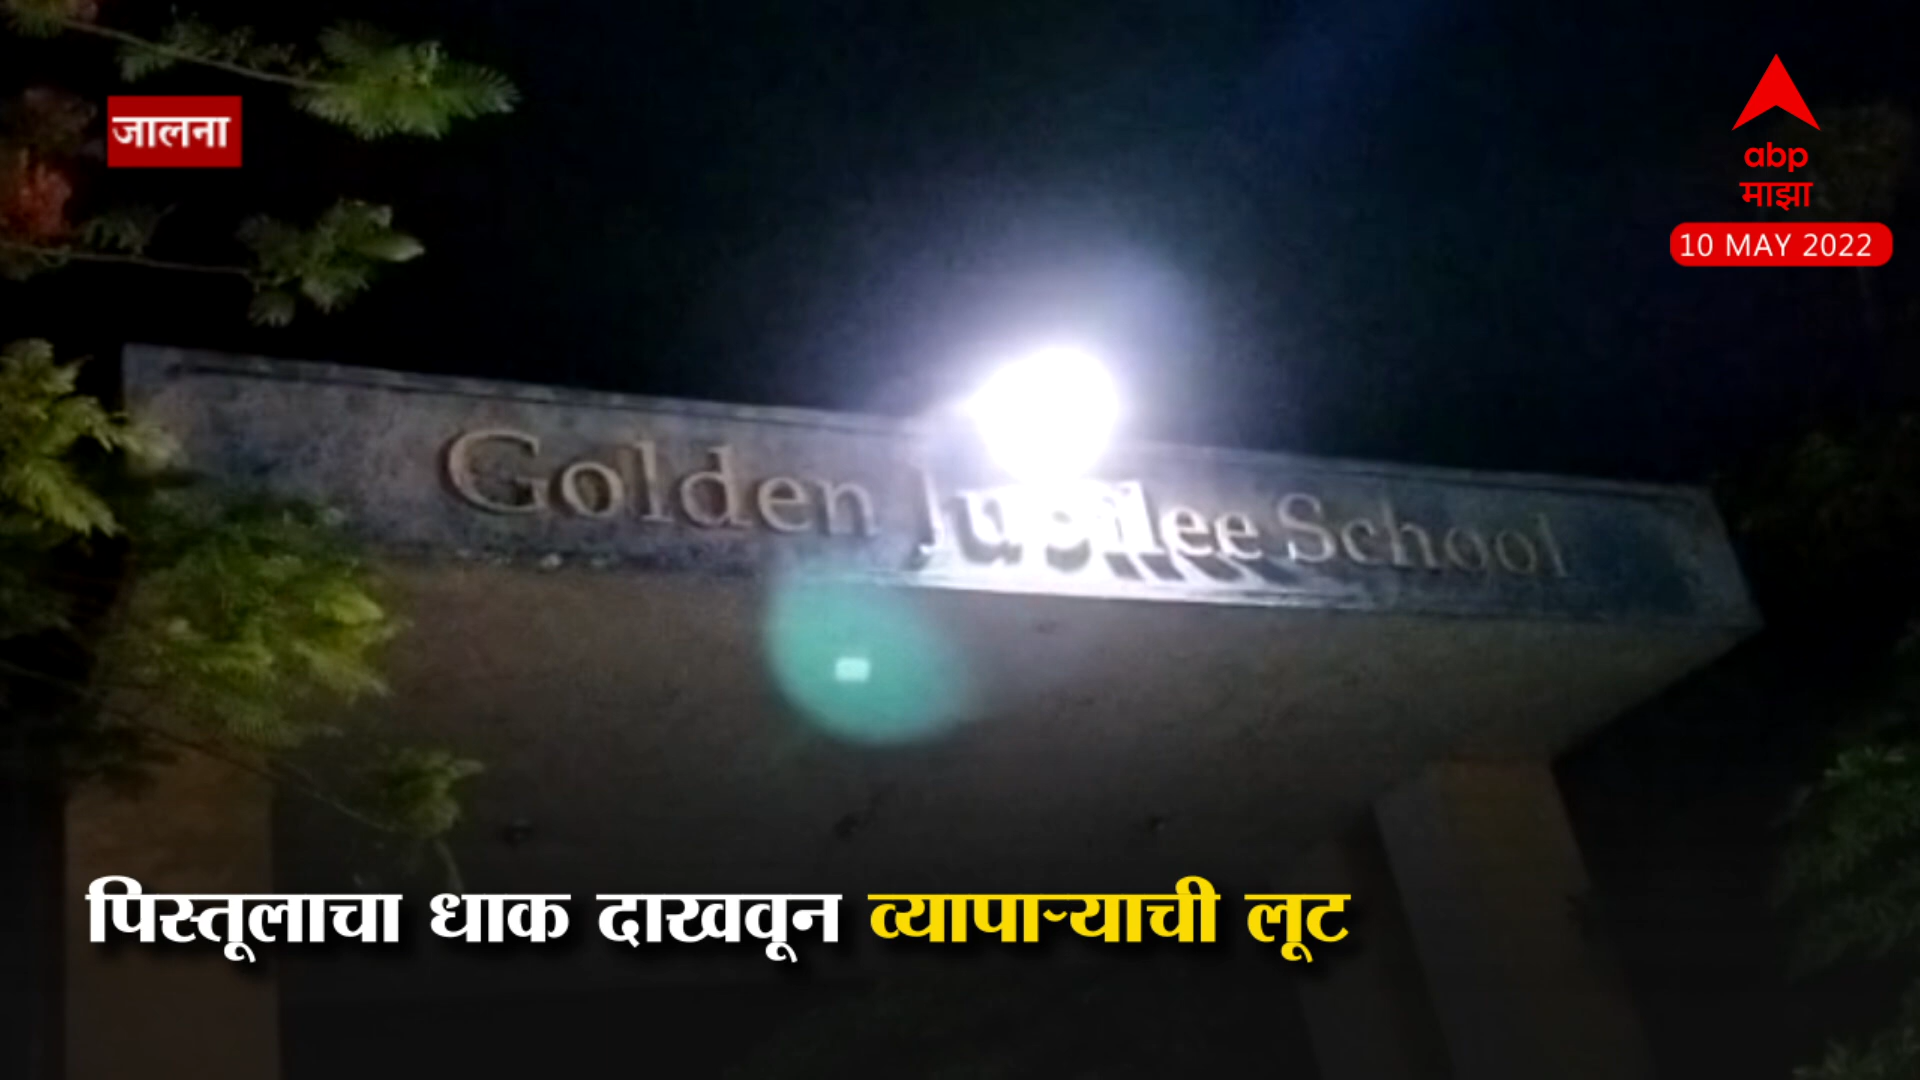 जालना
abp
माझा
10 MAY 2022
Golden Jubilee School
पिस्तूलाचा धाक दाखवून व्यापाऱ्याची लूट